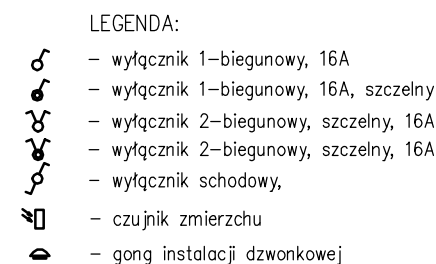 LEGENDA:
– wyłącznik 1–biegunowy, 16A
– wyłącznik 1–biegunowy, 16A, szczelny
– wyłącznik 2–biegunowy, szczelny, 16A
– wyłącznik 2–biegunowy, szczelny, 16A
– wyłącznik schodowy,
– czujnik zmierzchu
– gong instalacji dzwonkowej